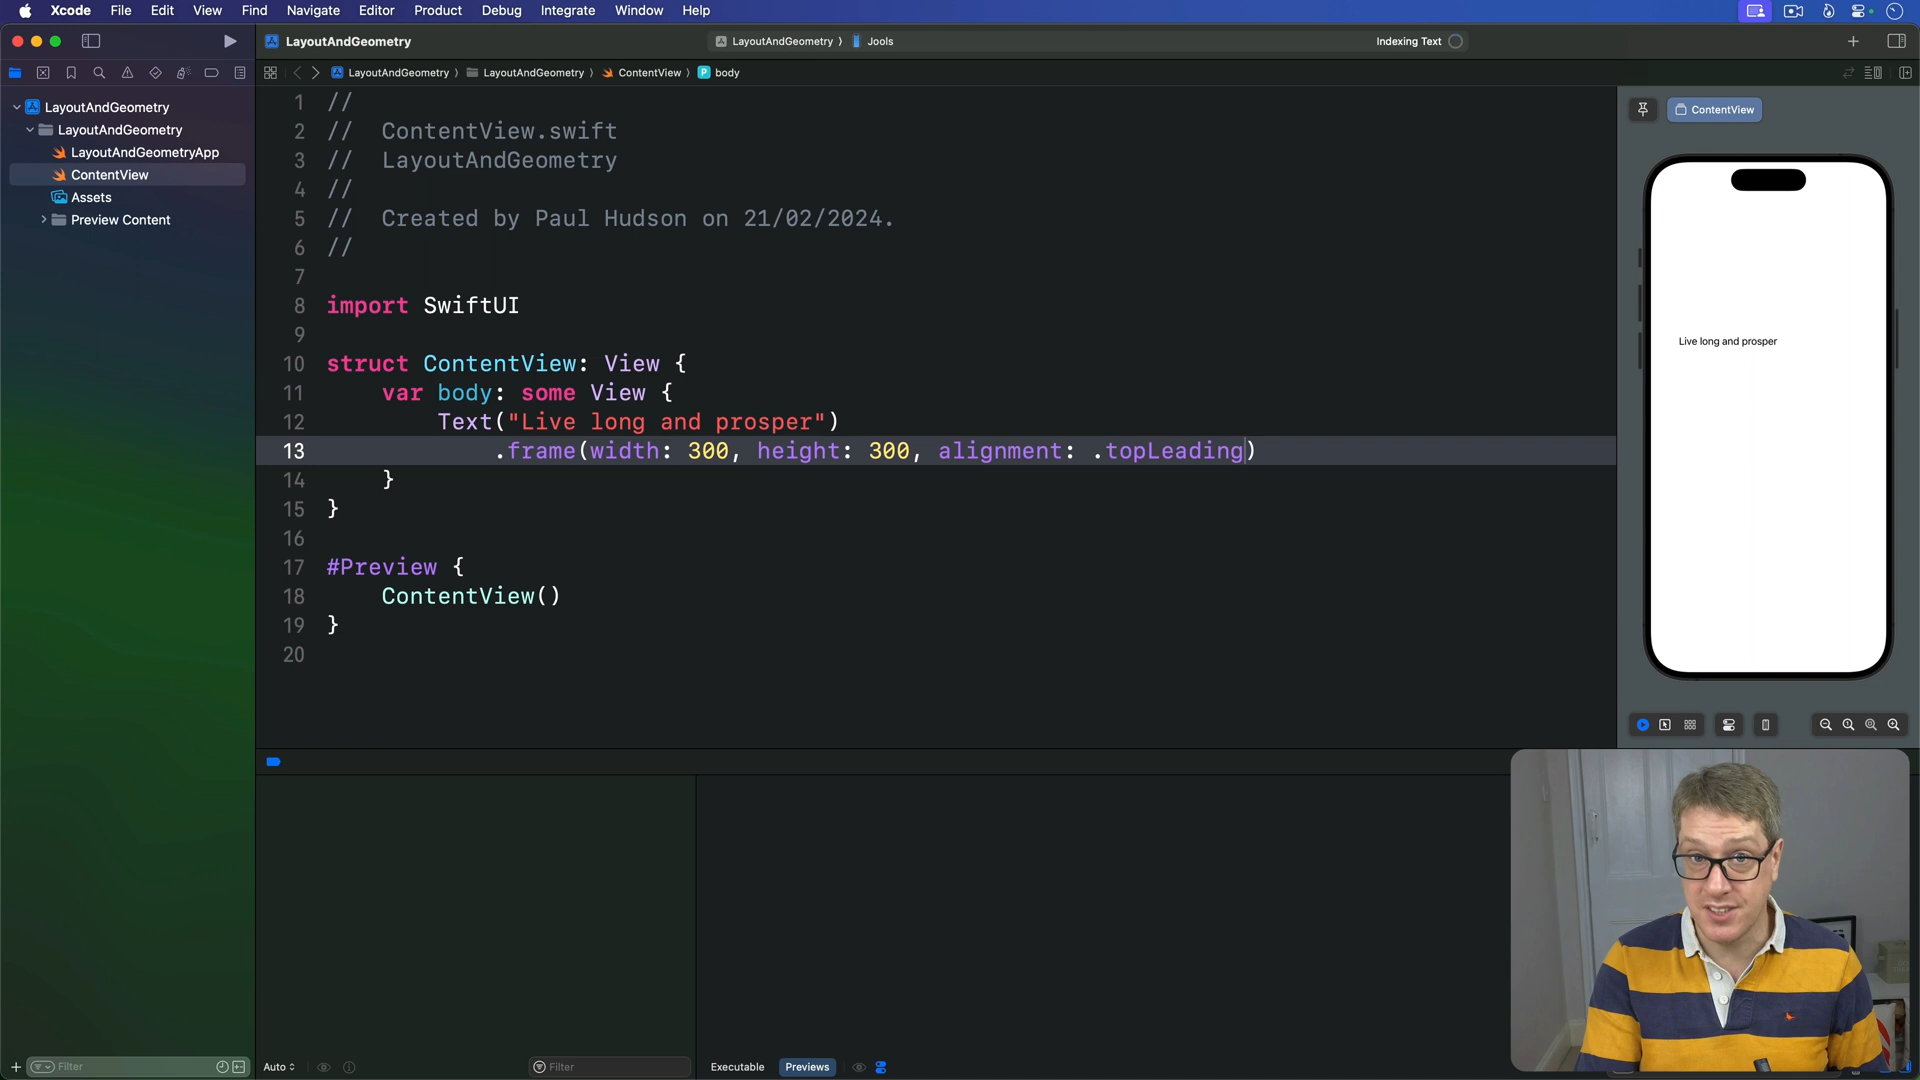 Xcode File Edit View Find Navigate Editor Product Debug Integrate Window Help
LayoutAndGeometry
LayoutAndGeometry ⟩ Jools
Indexing Text
LayoutAndGeometry ⟩ LayoutAndGeometry ⟩ ContentView ⟩ P body
LayoutAndGeometry
LayoutAndGeometry
LayoutAndGeometryApp
ContentView
Assets
Preview Content
Filter
1 //
2 //  ContentView.swift
3 //  LayoutAndGeometry
4 //
5 //  Created by Paul Hudson on 21/02/2024.
6 //
7
8 import SwiftUI
9
10 struct ContentView: View {
11     var body: some View {
12         Text("Live long and prosper")
13             .frame(width: 300, height: 300, alignment: .topLeading)
14     }
15 }
16
17 #Preview {
18     ContentView()
19 }
20
ContentView
Live long and prosper
Auto
Filter
Executable Previews